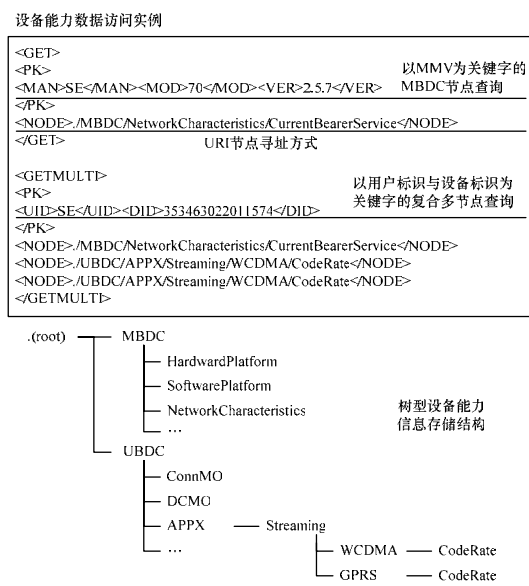 设备能力数据访问实例
<GET>
<PK>
<MAN>SE</MAN><MOD>70</MOD><VER>2.5.7</VER>
以MMV为关键字的
MBDC节点查询
</PK>
<NODE>./MBDC/NetworkCharacteristics/CurrentBearerService</NODE>
</GET>
URI节点寻址方式
<GETMULTI>
<PK>
<UID>SE</UID><DID>353463022011574</DID>
以用户标识与设备标识为
关键字的复合多节点查询
</PK>
<NODE>./MBDC/NetworkCharacteristics/CurrentBearerService</NODE>
<NODE>./UBDC/APPX/Streaming/WCDMA/CodeRate</NODE>
<NODE>./UBDC/APPX/Streaming/WCDMA/CodeRate</NODE>
</GETMULTI>
.(root)
MBDC
HardwardPlatform
SoftwarePlatform
NetworkCharacteristics
…
树型设备能力
信息存储结构
UBDC
ConnMO
DCMO
APPX
Streaming
…
WCDMA
CodeRate
GPRS
CodeRate